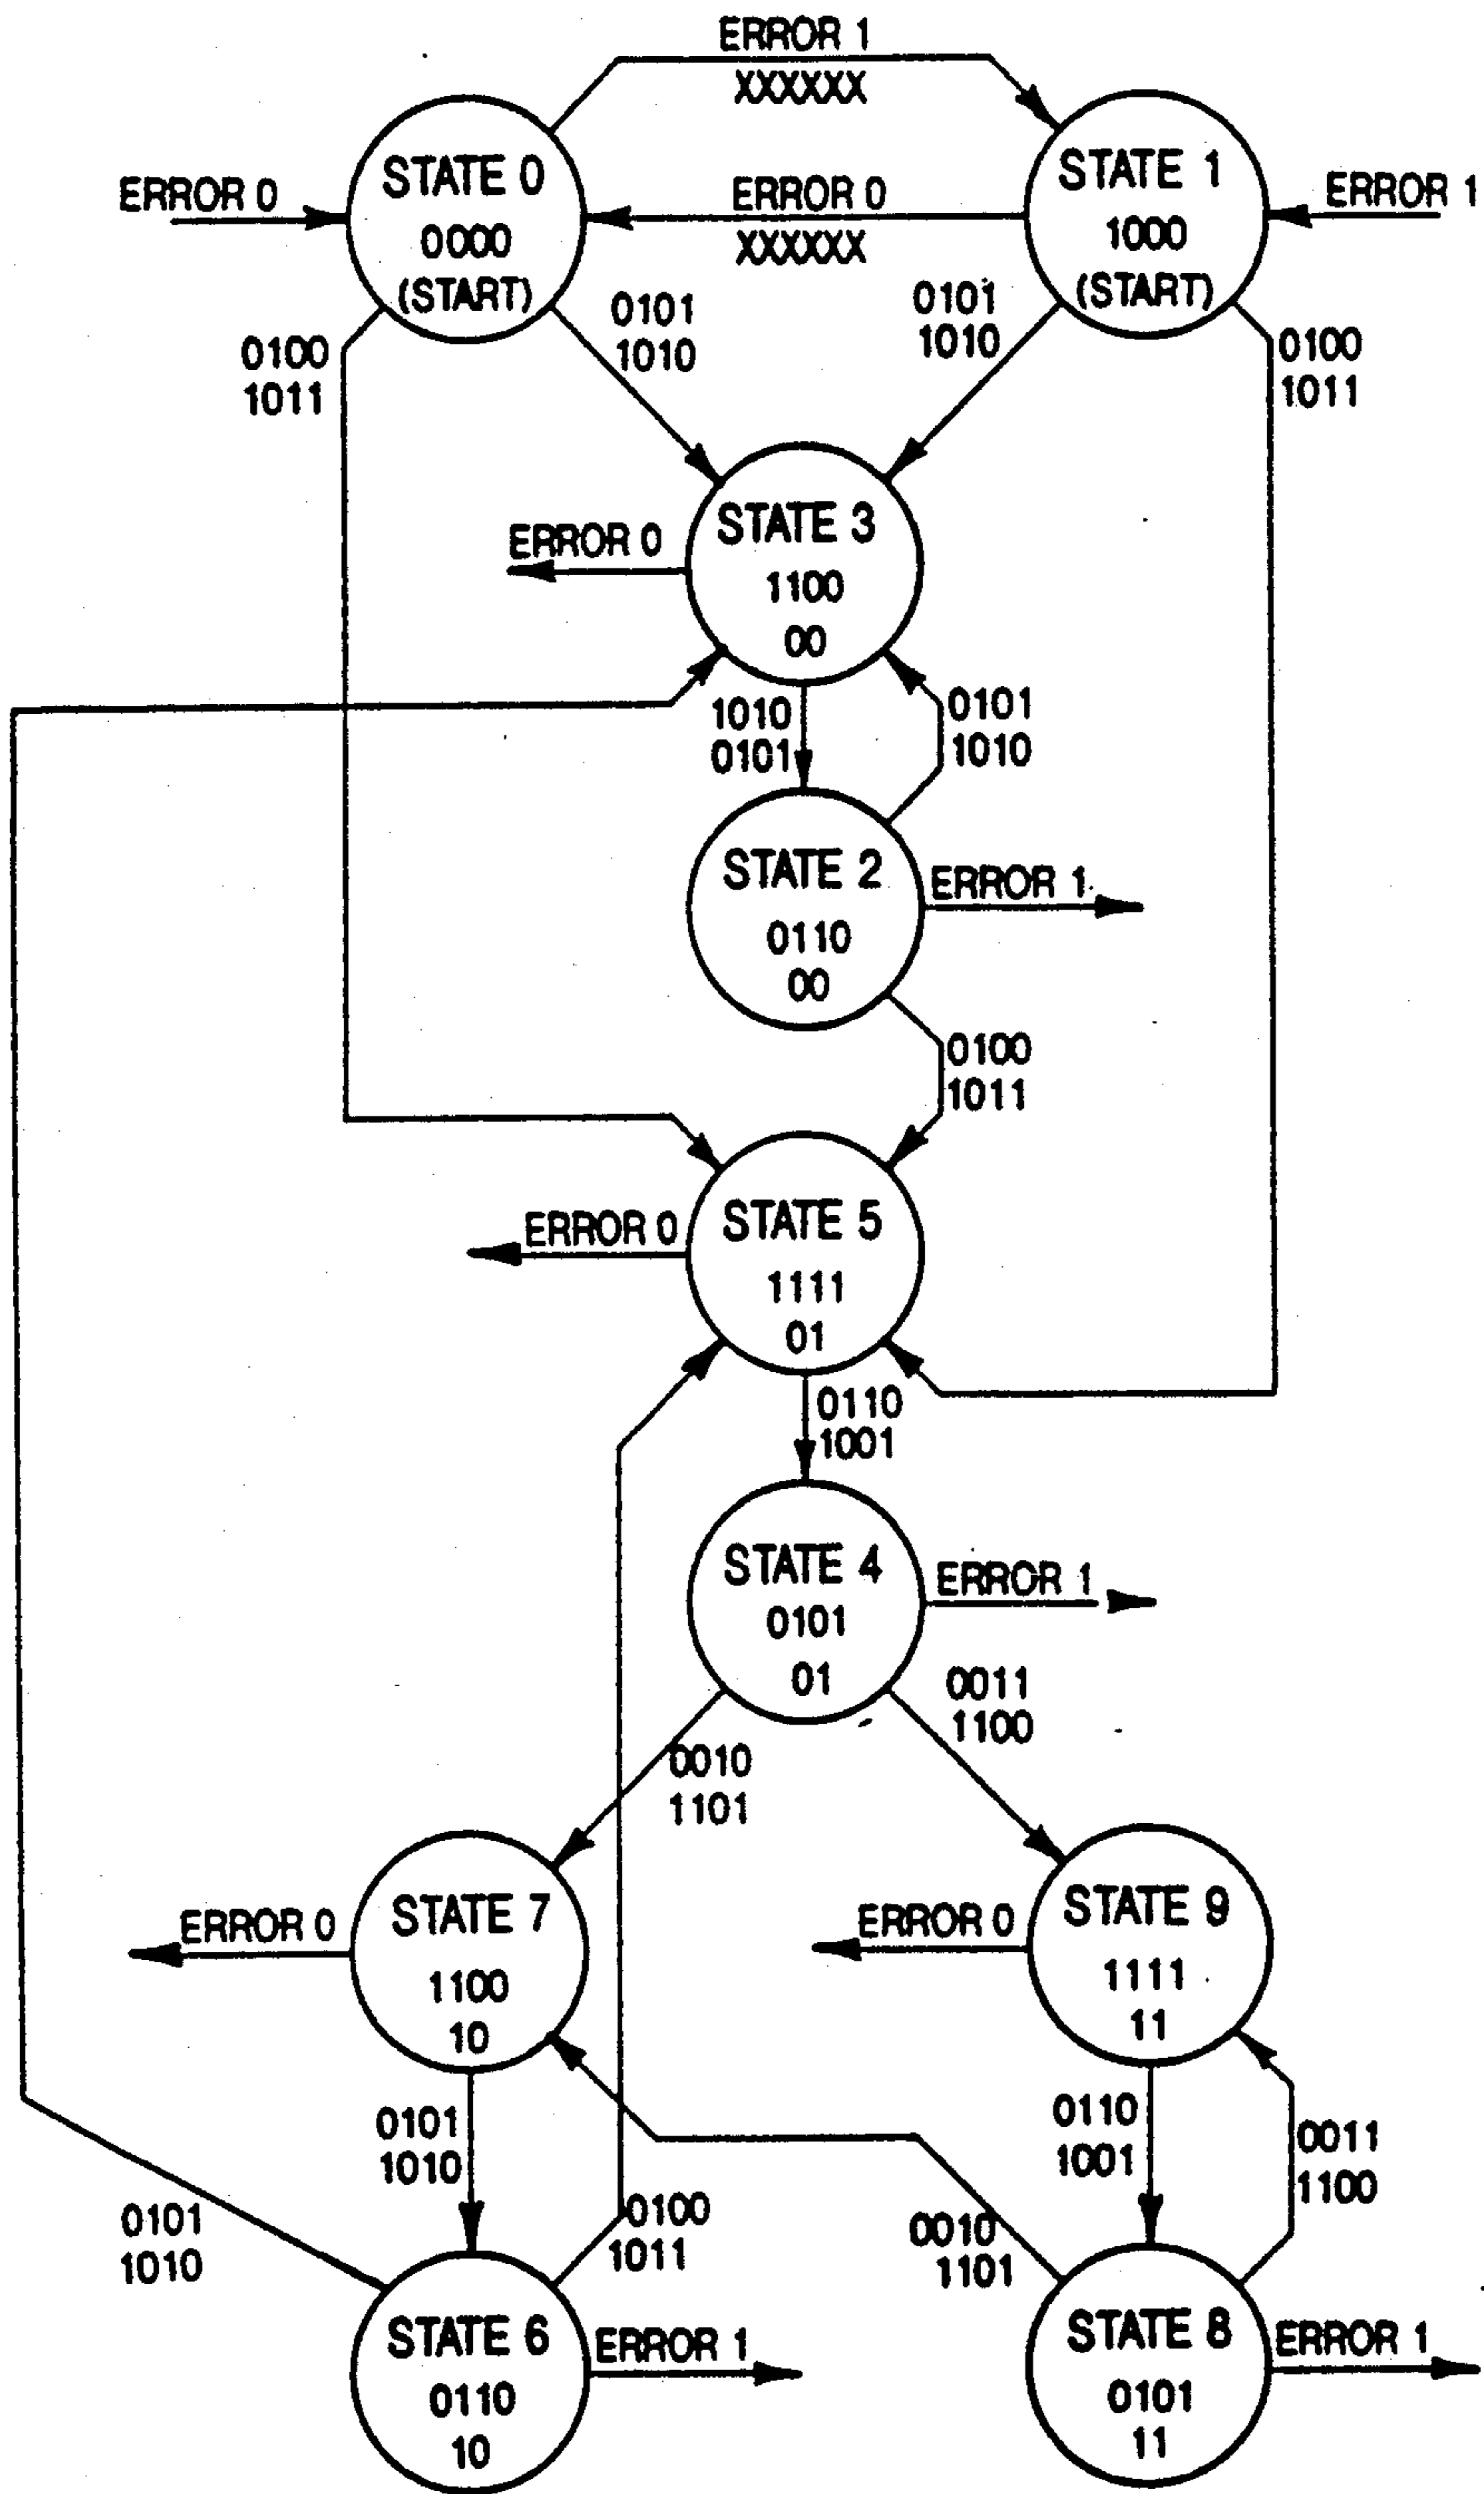 ERROR 1
XXXXXX
STATE 0
0000
(START)
STATE 1
1000
(START)
ERROR 0
ERROR 0
XXXXXX
ERROR 1
0100
1011
0101
1010
0101
1010
0100
1011
STATE 3
1100
00
ERROR 0
1010
0101
0101
1010
STATE 2
0110
00
ERROR 1
0100
1011
STATE 5
1111
01
ERROR 0
0110
1001
STATE 4
0101
01
ERROR 1
0011
1100
0010
1101
STATE 7
1100
10
ERROR 0
STATE 9
1111
11
ERROR 0
0101
1010
0110
1001
0011
1100
0101
1010
0100
1011
0010
1101
STATE 6
0110
10
ERROR 1
STATE 8
0101
11
ERROR 1